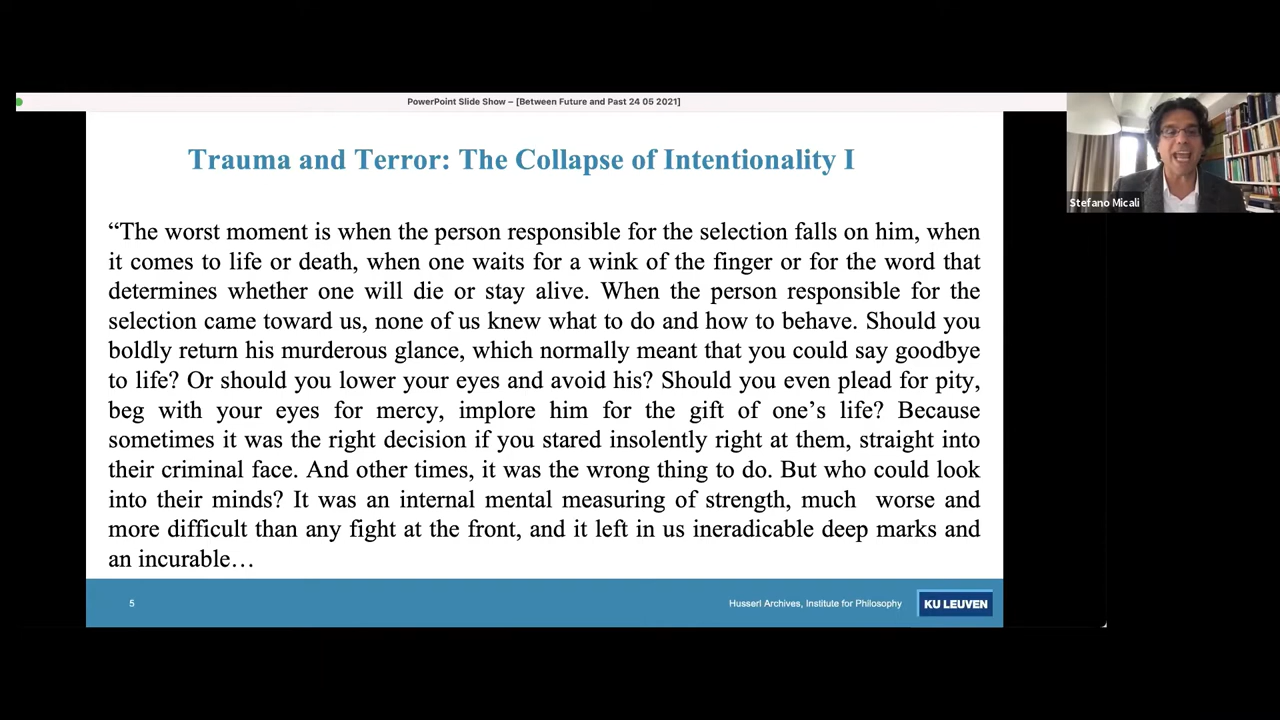 PowerPoint Slide Show – [Between Future and Past 24 05 2021]
Trauma and Terror: The Collapse of Intentionality I
Stefano Micali
“The worst moment is when the person responsible for the selection falls on him, when
it comes to life or death, when one waits for a wink of the finger or for the word that
determines whether one will die or stay alive. When the person responsible for the
selection came toward us, none of us knew what to do and how to behave. Should you
boldly return his murderous glance, which normally meant that you could say goodbye
to life? Or should you lower your eyes and avoid his? Should you even plead for pity,
beg with your eyes for mercy, implore him for the gift of one’s life? Because
sometimes it was the right decision if you stared insolently right at them, straight into
their criminal face. And other times, it was the wrong thing to do. But who could look
into their minds? It was an internal mental measuring of strength, much worse and
more difficult than any fight at the front, and it left in us ineradicable deep marks and
an incurable…
5
Husserl Archives, Institute for Philosophy
KU LEUVEN